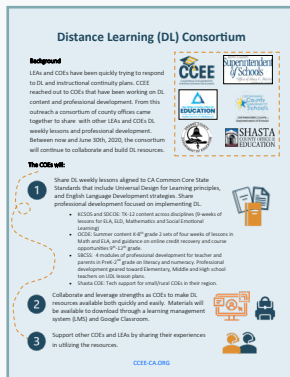 Distance Learning (DL) Consortium
Background
LEAs and COEs have been quickly trying to respond
to DL and instructional continuity plans. CCEE
reached out to COEs that have been working on DL
content and professional development. From this
outreach a consortium of county offices came
together to share with other LEAs and COEs DL
weekly lessons and professional development.
Between now and June 30th, 2020, the consortium
will continue to collaborate and build DL resources.
CCEE
Superintendent
of Schools
EDUCATION
SHASTA
COUNTY OFFICE OF
EDUCATION
The COEs will:
1
Share DL weekly lessons aligned to CA Common Core State
Standards that include Universal Design for Learning principles,
and English Language Development strategies. Share
professional development focused on implementing DL.
• KCSOS and SDCOE: TK-12 content across disciplines (9-weeks of
lessons for ELA, ELD, Mathematics and Social Emotional
Learning)
• OCDE: Summer content K-8th grade 2 sets of four weeks of lessons in
Math and ELA, and guidance on online credit recovery and course
opportunities 9th-12th grade.
• SBCSS: 4 modules of professional development for teacher and
parents in PreK-2nd grade on literacy and numeracy. Professional
development geared toward Elementary, Middle and High school
teachers on UDL lesson plans.
• Shasta COE: Tech support for small/rural COEs in their region.
2
Collaborate and leverage strengths as COEs to make DL
resources available both quickly and easily. Materials will
be available to download through a learning management
system (LMS) and Google Classroom.
3
Support other COEs and LEAs by sharing their experiences
in utilizing the resources.
CCEE-CA.ORG